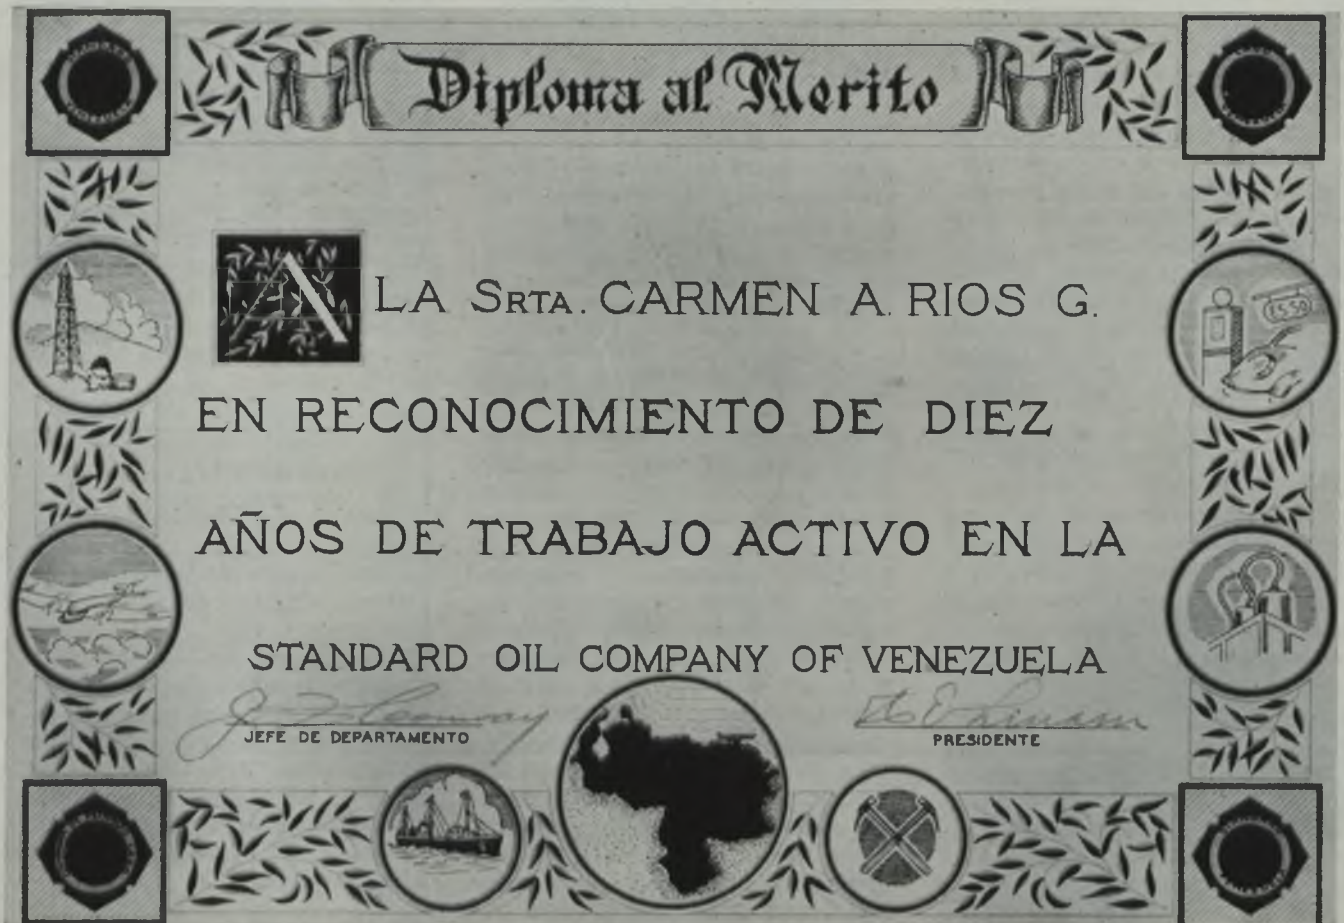 Diploma al Merito
A LA SRTA. CARMEN A. RIOS G.
EN RECONOCIMIENTO DE DIEZ
AÑOS DE TRABAJO ACTIVO EN LA
STANDARD OIL COMPANY OF VENEZUELA
JEFE DE DEPARTAMENTO
PRESIDENTE